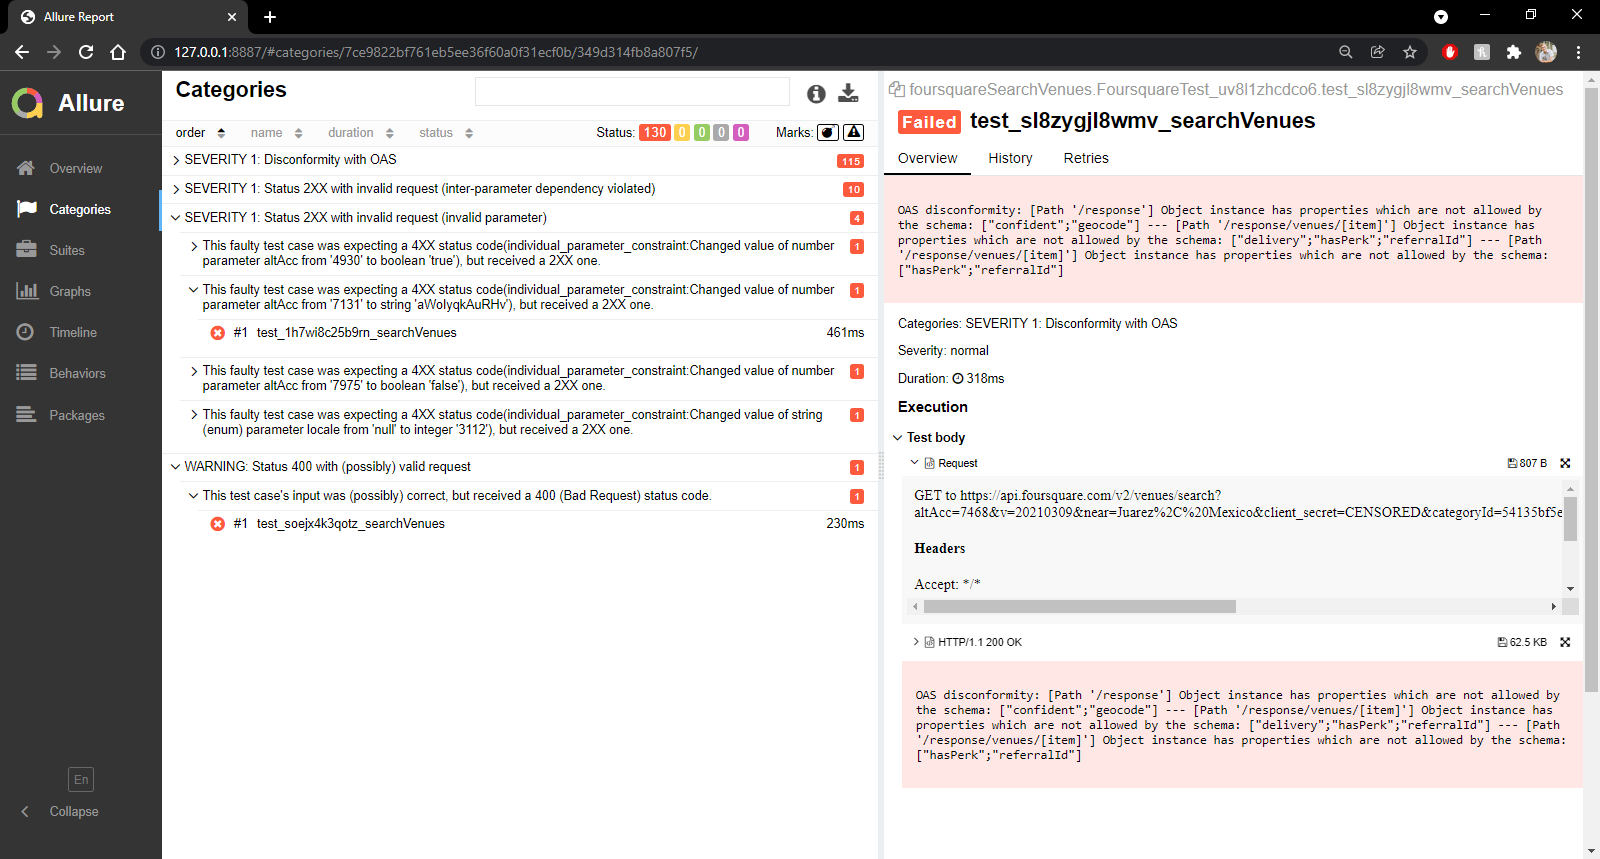 Allure Report
127.0.0.1:8887/#categories/7ce9822bf761eb5ee36f60a0f31ecf0b/349d314fb8a807f5/
Allure
Overview
Categories
Suites
Graphs
Timeline
Behaviors
Packages
En
Collapse
Categories
order name duration status Status: 130 0 0 0 0 Marks:
SEVERITY 1: Disconformity with OAS 115
SEVERITY 1: Status 2XX with invalid request (inter-parameter dependency violated) 10
SEVERITY 1: Status 2XX with invalid request (invalid parameter) 4
This faulty test case was expecting a 4XX status code(individual_parameter_constraint:Changed value of number 1
parameter altAcc from '4930' to boolean 'true'), but received a 2XX one.
This faulty test case was expecting a 4XX status code(individual_parameter_constraint:Changed value of number 1
parameter altAcc from '7131' to string 'aWolyqkAuRHv'), but received a 2XX one.
#1 test_1h7wi8c25b9rn_searchVenues 461ms
This faulty test case was expecting a 4XX status code(individual_parameter_constraint:Changed value of number 1
parameter altAcc from '7975' to boolean 'false'), but received a 2XX one.
This faulty test case was expecting a 4XX status code(individual_parameter_constraint:Changed value of string 1
(enum) parameter locale from 'null' to integer '3112'), but received a 2XX one.
WARNING: Status 400 with (possibly) valid request 1
This test case's input was (possibly) correct, but received a 400 (Bad Request) status code. 1
#1 test_soejx4k3qotz_searchVenues 230ms
foursquareSearchVenues.FoursquareTest_uv8l1zhcdco6.test_sl8zygjl8wmv_searchVenues
Failed test_sl8zygjl8wmv_searchVenues
Overview History Retries
OAS disconformity: [Path '/response'] Object instance has properties which are not allowed by
the schema: ["confident";"geocode"] --- [Path '/response/venues/[item]'] Object instance has
properties which are not allowed by the schema: ["delivery";"hasPerk";"referralId"] --- [Path
'/response/venues/[item]'] Object instance has properties which are not allowed by the schema:
["hasPerk";"referralId"]
Categories: SEVERITY 1: Disconformity with OAS
Severity: normal
Duration: 318ms
Execution
Test body
Request 807 B
GET to https://api.foursquare.com/v2/venues/search?
altAcc=7468&v=20210309&near=Juarez%2C%20Mexico&client_secret=CENSORED&categoryId=54135bf5e
Headers
Accept: */*
HTTP/1.1 200 OK 62.5 KB
OAS disconformity: [Path '/response'] Object instance has properties which are not allowed by
the schema: ["confident";"geocode"] --- [Path '/response/venues/[item]'] Object instance has
properties which are not allowed by the schema: ["delivery";"hasPerk";"referralId"] --- [Path
'/response/venues/[item]'] Object instance has properties which are not allowed by the schema:
["hasPerk";"referralId"]